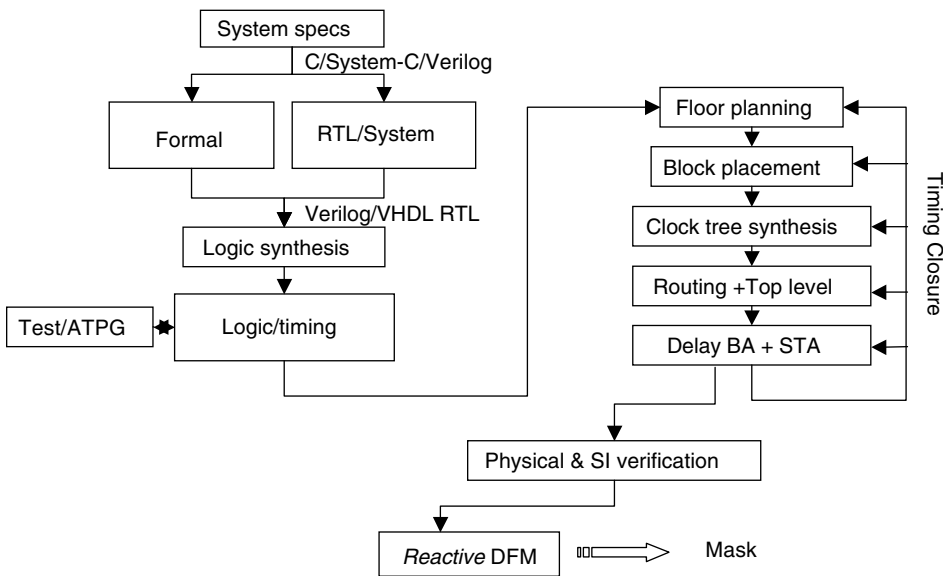 System specs
C/System-C/Verilog
Formal
RTL/System
Verilog/VHDL RTL
Logic synthesis
Test/ATPG
Logic/timing
Floor planning
Block placement
Clock tree synthesis
Routing +Top level
Delay BA + STA
Timing Closure
Physical & SI verification
Reactive DFM
Mask